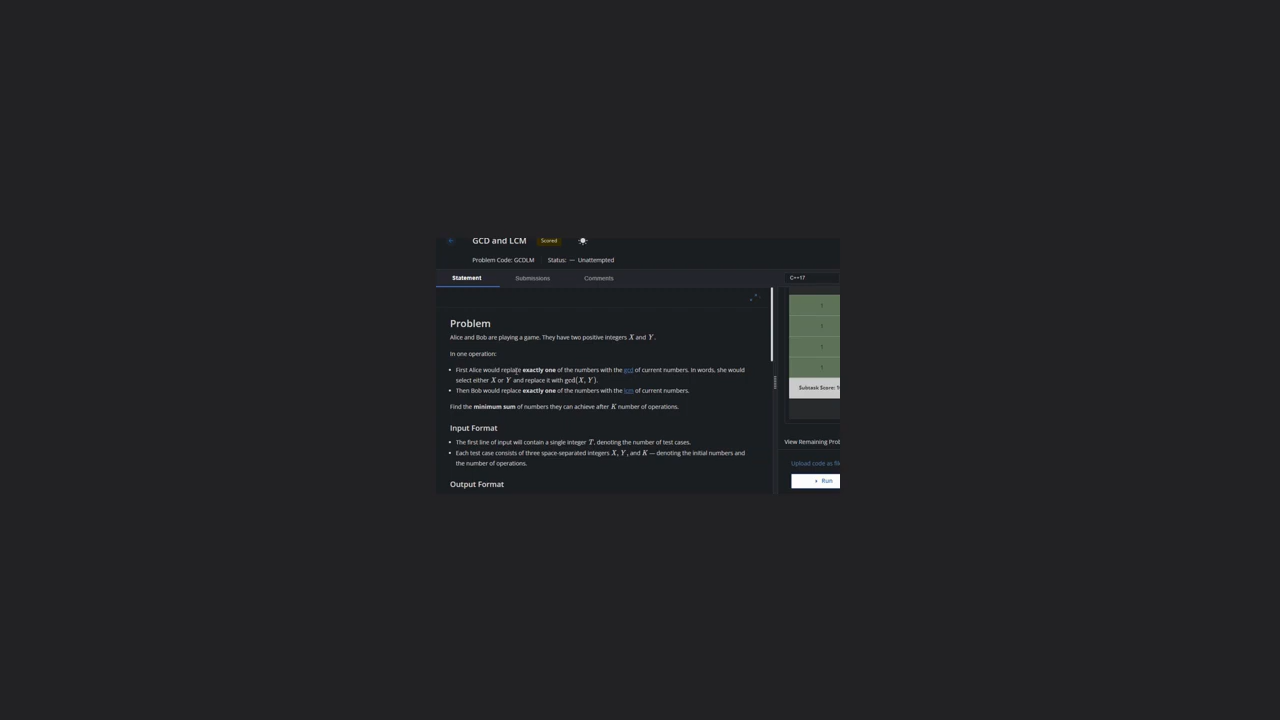 GCD and LCM Scored
Problem Code: GCDLM Status: — Unattempted
Statement Submissions Comments
C++17
Problem
Alice and Bob are playing a game. They have two positive integers X and Y.
In one operation:
• First Alice would replace exactly one of the numbers with the gcd of current numbers. In words, she would
select either X or Y and replace it with gcd(X, Y).
• Then Bob would replace exactly one of the numbers with the lcm of current numbers.
Find the minimum sum of numbers they can achieve after K number of operations.
Input Format
• The first line of input will contain a single integer T, denoting the number of test cases.
• Each test case consists of three space-separated integers X, Y, and K — denoting the initial numbers and
the number of operations.
Output Format
Subtask Score:
View Remaining
Upload code as
Run